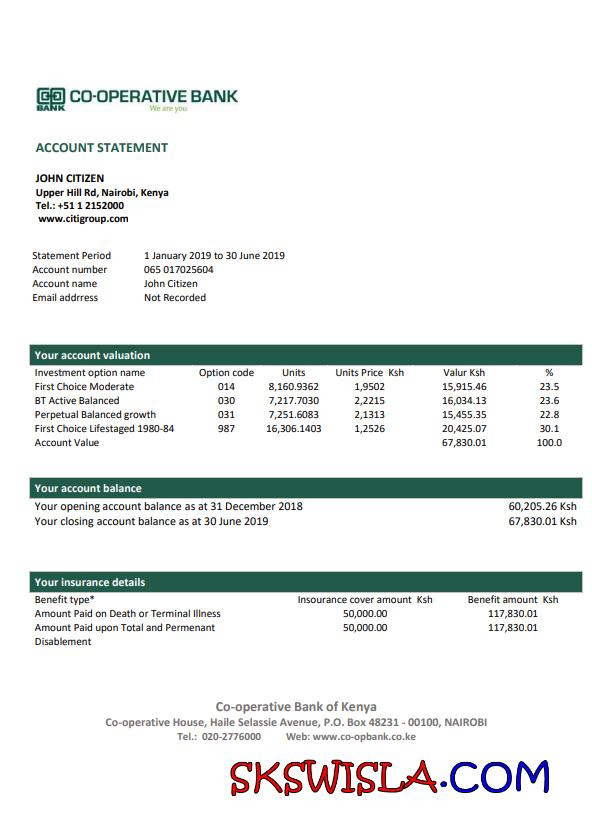 CO-OPERATIVE BANK
BANK
We are you
ACCOUNT STATEMENT
JOHN CITIZEN
Upper Hill Rd, Nairobi, Kenya
Tel.: +51 1 2152000
www.citigroup.com
Statement Period 1 January 2019 to 30 June 2019
Account number 065 017025604
Account name John Citizen
Email addrress Not Recorded
Your account valuation
Investment option name Option code Units Units Price Ksh Valur Ksh %
First Choice Moderate 014 8,160.9362 1,9502 15,915.46 23.5
BT Active Balanced 030 7,217.7030 2,2215 16,034.13 23.6
Perpetual Balanced growth 031 7,251.6083 2,1313 15,455.35 22.8
First Choice Lifestaged 1980-84 987 16,306.1403 1,2526 20,425.07 30.1
Account Value 67,830.01 100.0
Your account balance
Your opening account balance as at 31 December 2018 60,205.26 Ksh
Your closing account balance as at 30 June 2019 67,830.01 Ksh
Your insurance details
Benefit type* Insourance cover amount Ksh Benefit amount Ksh
Amount Paid on Death or Terminal Illness 50,000.00 117,830.01
Amount Paid upon Total and Permenant 50,000.00 117,830.01
Disablement
Co-operative Bank of Kenya
Co-operative House, Haile Selassie Avenue, P.O. Box 48231 - 00100, NAIROBI
Tel.: 020-2776000 Web: www.co-opbank.co.ke
SKSWISLA.COM